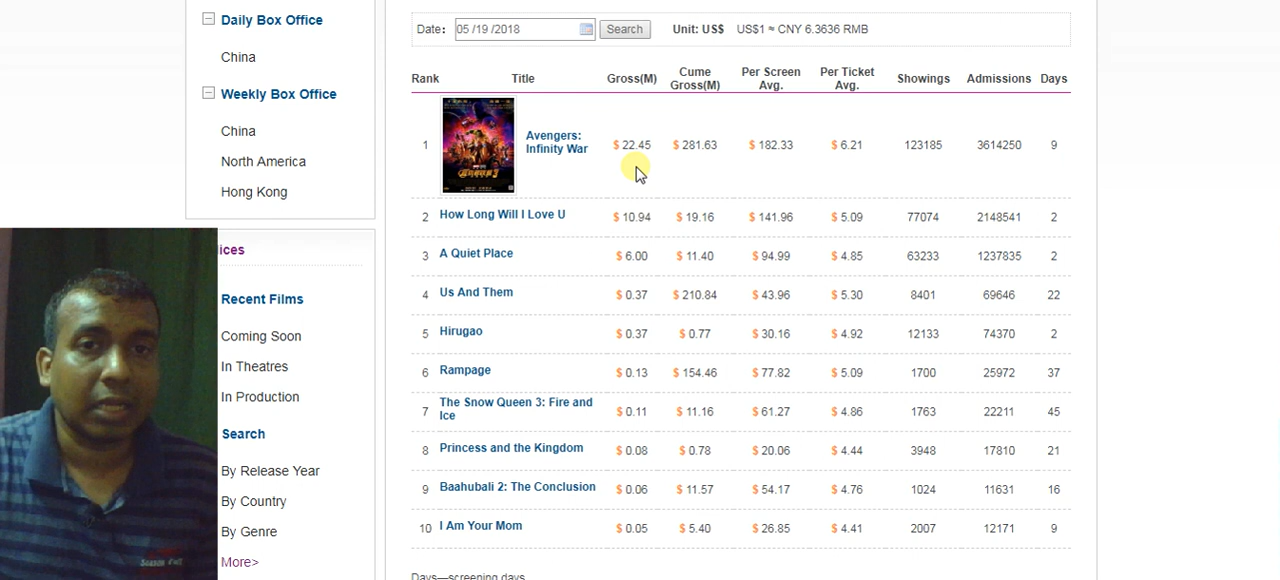 Daily Box Office
China
Weekly Box Office
China
North America
Hong Kong
ices
Recent Films
Coming Soon
In Theatres
In Production
Search
By Release Year
By Country
By Genre
More>
Date: 05 /19 /2018 Search Unit: US$ US$1 ≈ CNY 6.3636 RMB
Rank Title Gross(M) Cume Gross(M) Per Screen Avg. Per Ticket Avg. Showings Admissions Days
1 Avengers: Infinity War $ 22.45 $ 281.63 $ 182.33 $ 6.21 123185 3614250 9
2 How Long Will I Love U $ 10.94 $ 19.16 $ 141.96 $ 5.09 77074 2148541 2
3 A Quiet Place $ 6.00 $ 11.40 $ 94.99 $ 4.85 63233 1237835 2
4 Us And Them $ 0.37 $ 210.84 $ 43.96 $ 5.30 8401 69646 22
5 Hirugao $ 0.37 $ 0.77 $ 30.16 $ 4.92 12133 74370 2
6 Rampage $ 0.13 $ 154.46 $ 77.82 $ 5.09 1700 25972 37
7 The Snow Queen 3: Fire and Ice $ 0.11 $ 11.16 $ 61.27 $ 4.86 1763 22211 45
8 Princess and the Kingdom $ 0.08 $ 0.78 $ 20.06 $ 4.44 3948 17810 21
9 Baahubali 2: The Conclusion $ 0.06 $ 11.57 $ 54.17 $ 4.76 1024 11631 16
10 I Am Your Mom $ 0.05 $ 5.40 $ 26.85 $ 4.41 2007 12171 9
Days—screening days